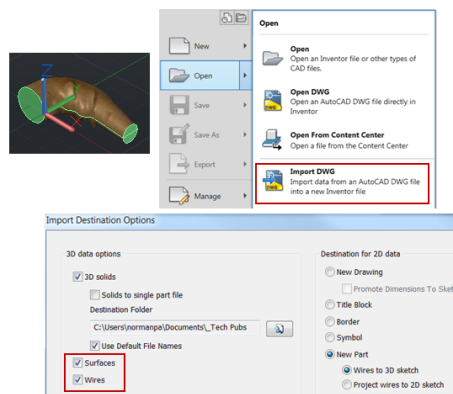 Z
X
New
Open
Save
Save As
Export
Manage
Open
Open
Open an Inventor file or other types of
CAD files.
Open DWG
Open an AutoCAD DWG file directly in
Inventor
Open From Content Center
Open a file from the Content Center
Import DWG
Import data from an AutoCAD DWG file
into a new Inventor file
DWG
DWG
Import Destination Options
3D data options
3D solids
Solids to single part file
Destination Folder
C:\Users\normanpa\Documents\_Tech Pubs
Use Default File Names
Surfaces
Wires
Destination for 2D data
New Drawing
Promote Dimensions To Sket
Title Block
Border
Symbol
New Part
Wires to 3D sketch
Project wires to 2D sketch